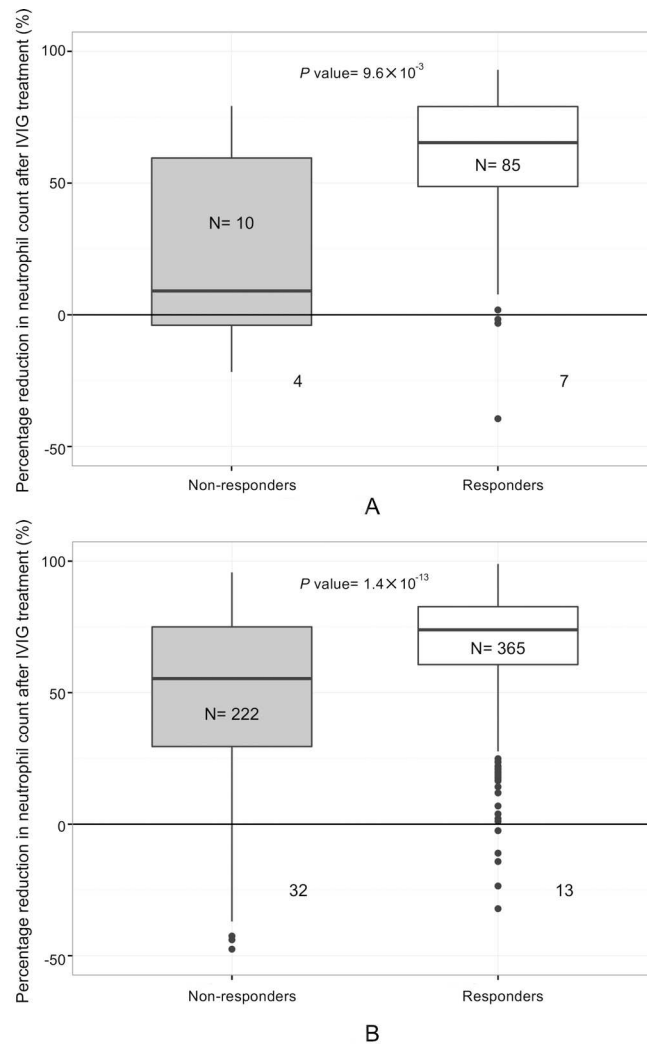 Percentage reduction in neutrophil count after IVIG treatment (%)
100
50
0
-50
P value= 9.6×10-3
N= 10
N= 85
4
7
Non-responders
Responders
A
Percentage reduction in neutrophil count after IVIG treatment (%)
100
50
0
-50
P value= 1.4×10-13
N= 222
N= 365
32
13
Non-responders
Responders
B